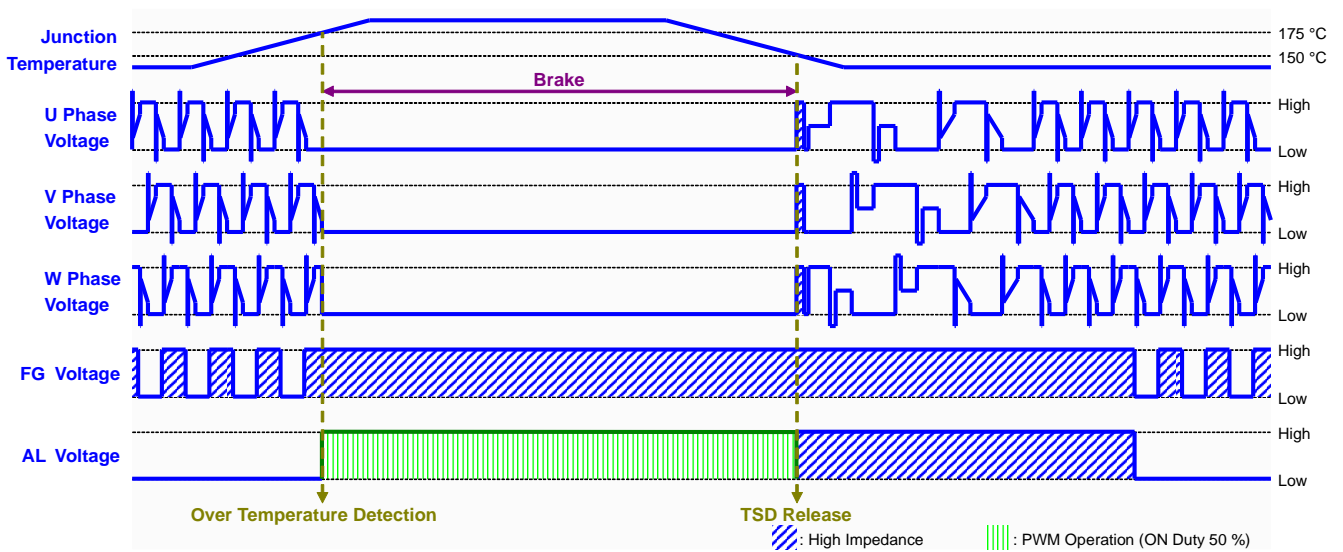 Junction
Temperature
175 °C
150 °C
Brake
U Phase
Voltage
High
Low
V Phase
Voltage
High
Low
W Phase
Voltage
High
Low
FG Voltage
High
Low
AL Voltage
High
Low
Over Temperature Detection
TSD Release
: High Impedance
: PWM Operation (ON Duty 50 %)